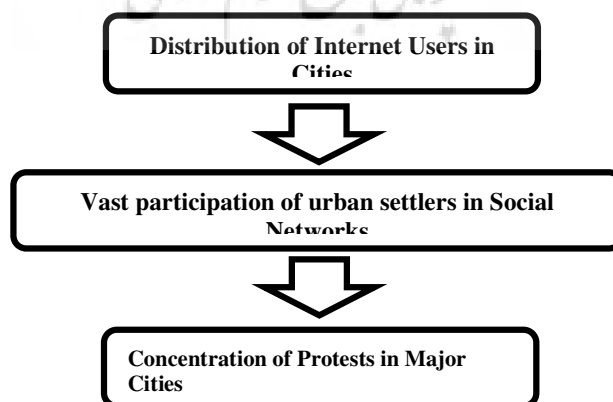 Distribution of Internet Users in
Cities
Vast participation of urban settlers in Social
Networks
Concentration of Protests in Major
Cities